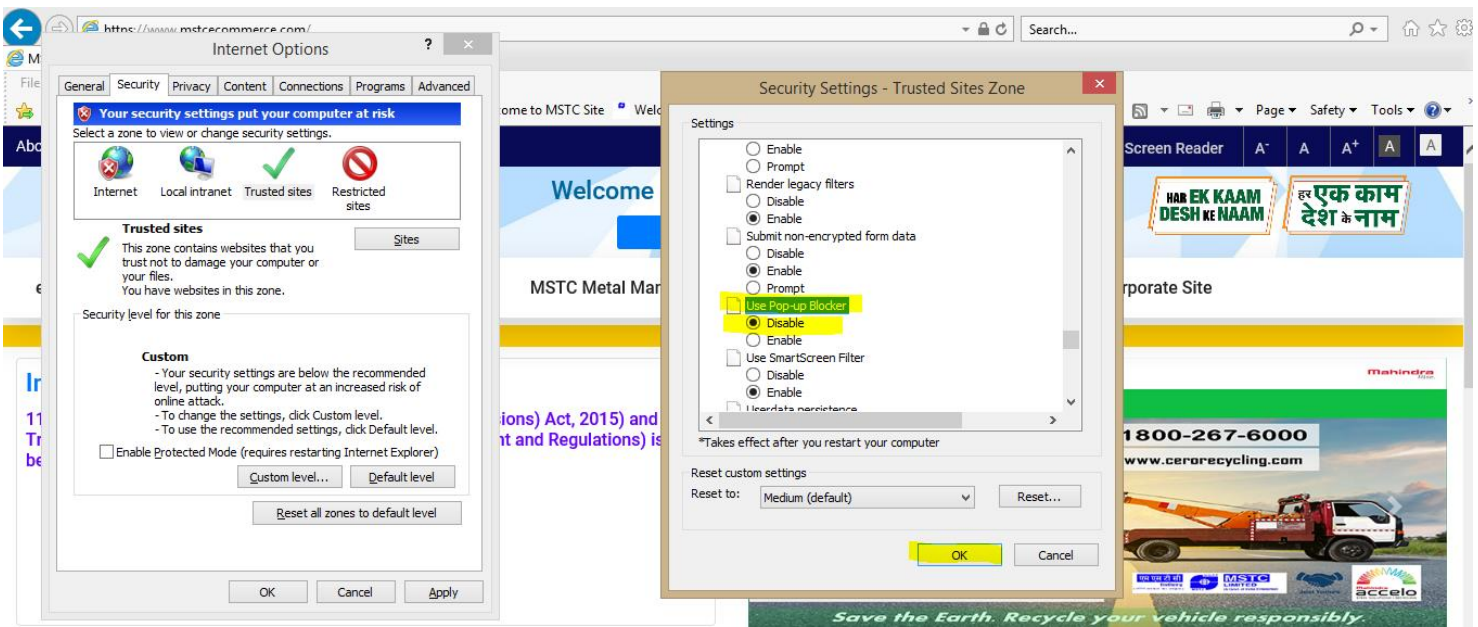 https://www.mstcecommerce.com/
Search...
Internet Options
?
File
General
Security
Privacy
Content
Connections
Programs
Advanced
Your security settings put your computer at risk
Select a zone to view or change security settings.
Internet
Local intranet
Trusted sites
Restricted
sites
Trusted sites
This zone contains websites that you
trust not to damage your computer or
your files.
You have websites in this zone.
Sites
Security level for this zone
Custom
- Your security settings are below the recommended
level, putting your computer at an increased risk of
online attack.
- To change the settings, click Custom level.
- To use the recommended settings, click Default level.
Enable Protected Mode (requires restarting Internet Explorer)
Custom level...
Default level
Reset all zones to default level
OK
Cancel
Apply
ome to MSTC Site
Welc
Welcome
MSTC Metal Mar
ions) Act, 2015) and
nt and Regulations) is
Security Settings - Trusted Sites Zone
Settings
Enable
Prompt
Render legacy filters
Disable
Enable
Submit non-encrypted form data
Disable
Enable
Prompt
Use Pop-up Blocker
Disable
Enable
Use SmartScreen Filter
Disable
Enable
Userdata persistence
*Takes effect after you restart your computer
Reset custom settings
Reset to:
Medium (default)
Reset...
OK
Cancel
Page
Safety
Tools
Screen Reader
A-
A
A+
A
A
HAR EK KAAM
DESH KE NAAM
हर एक काम
देश के नाम
rporate Site
Mahindra
1800-267-6000
www.cerorecycling.com
MSTC
accelo
Save the Earth. Recycle your vehicle responsibly.